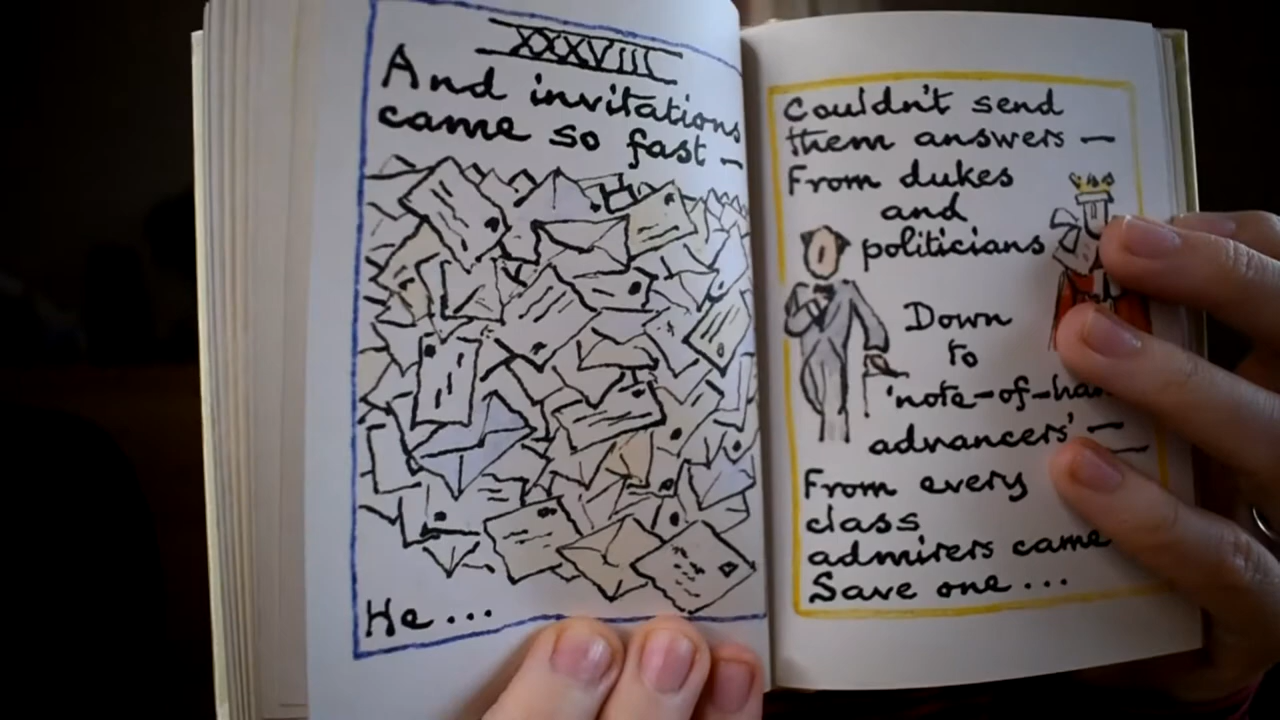 XXXVIII
And invitations
came so fast —
He...
Couldn't send
them answers —
From dukes
and
politicians
Down
to
'note-of-
advancers' —
From every
class
admirers came
Save one...